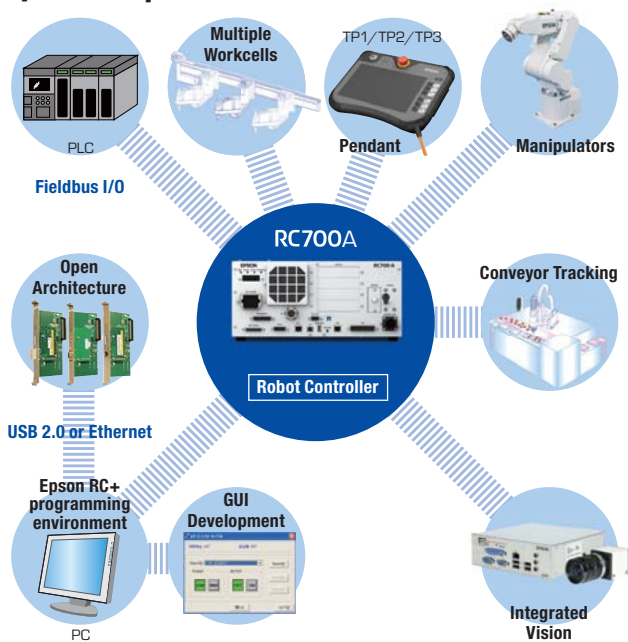 Multiple
Workcells
TP1/TP2/TP3
PLC
Pendant
Manipulators
Fieldbus I/O
RC700A
EPSON
RC700-A
Open
Architecture
Conveyor Tracking
Robot Controller
USB 2.0 or Ethernet
Epson RC+
programming
environment
GUI
Development
PC
Integrated
Vision